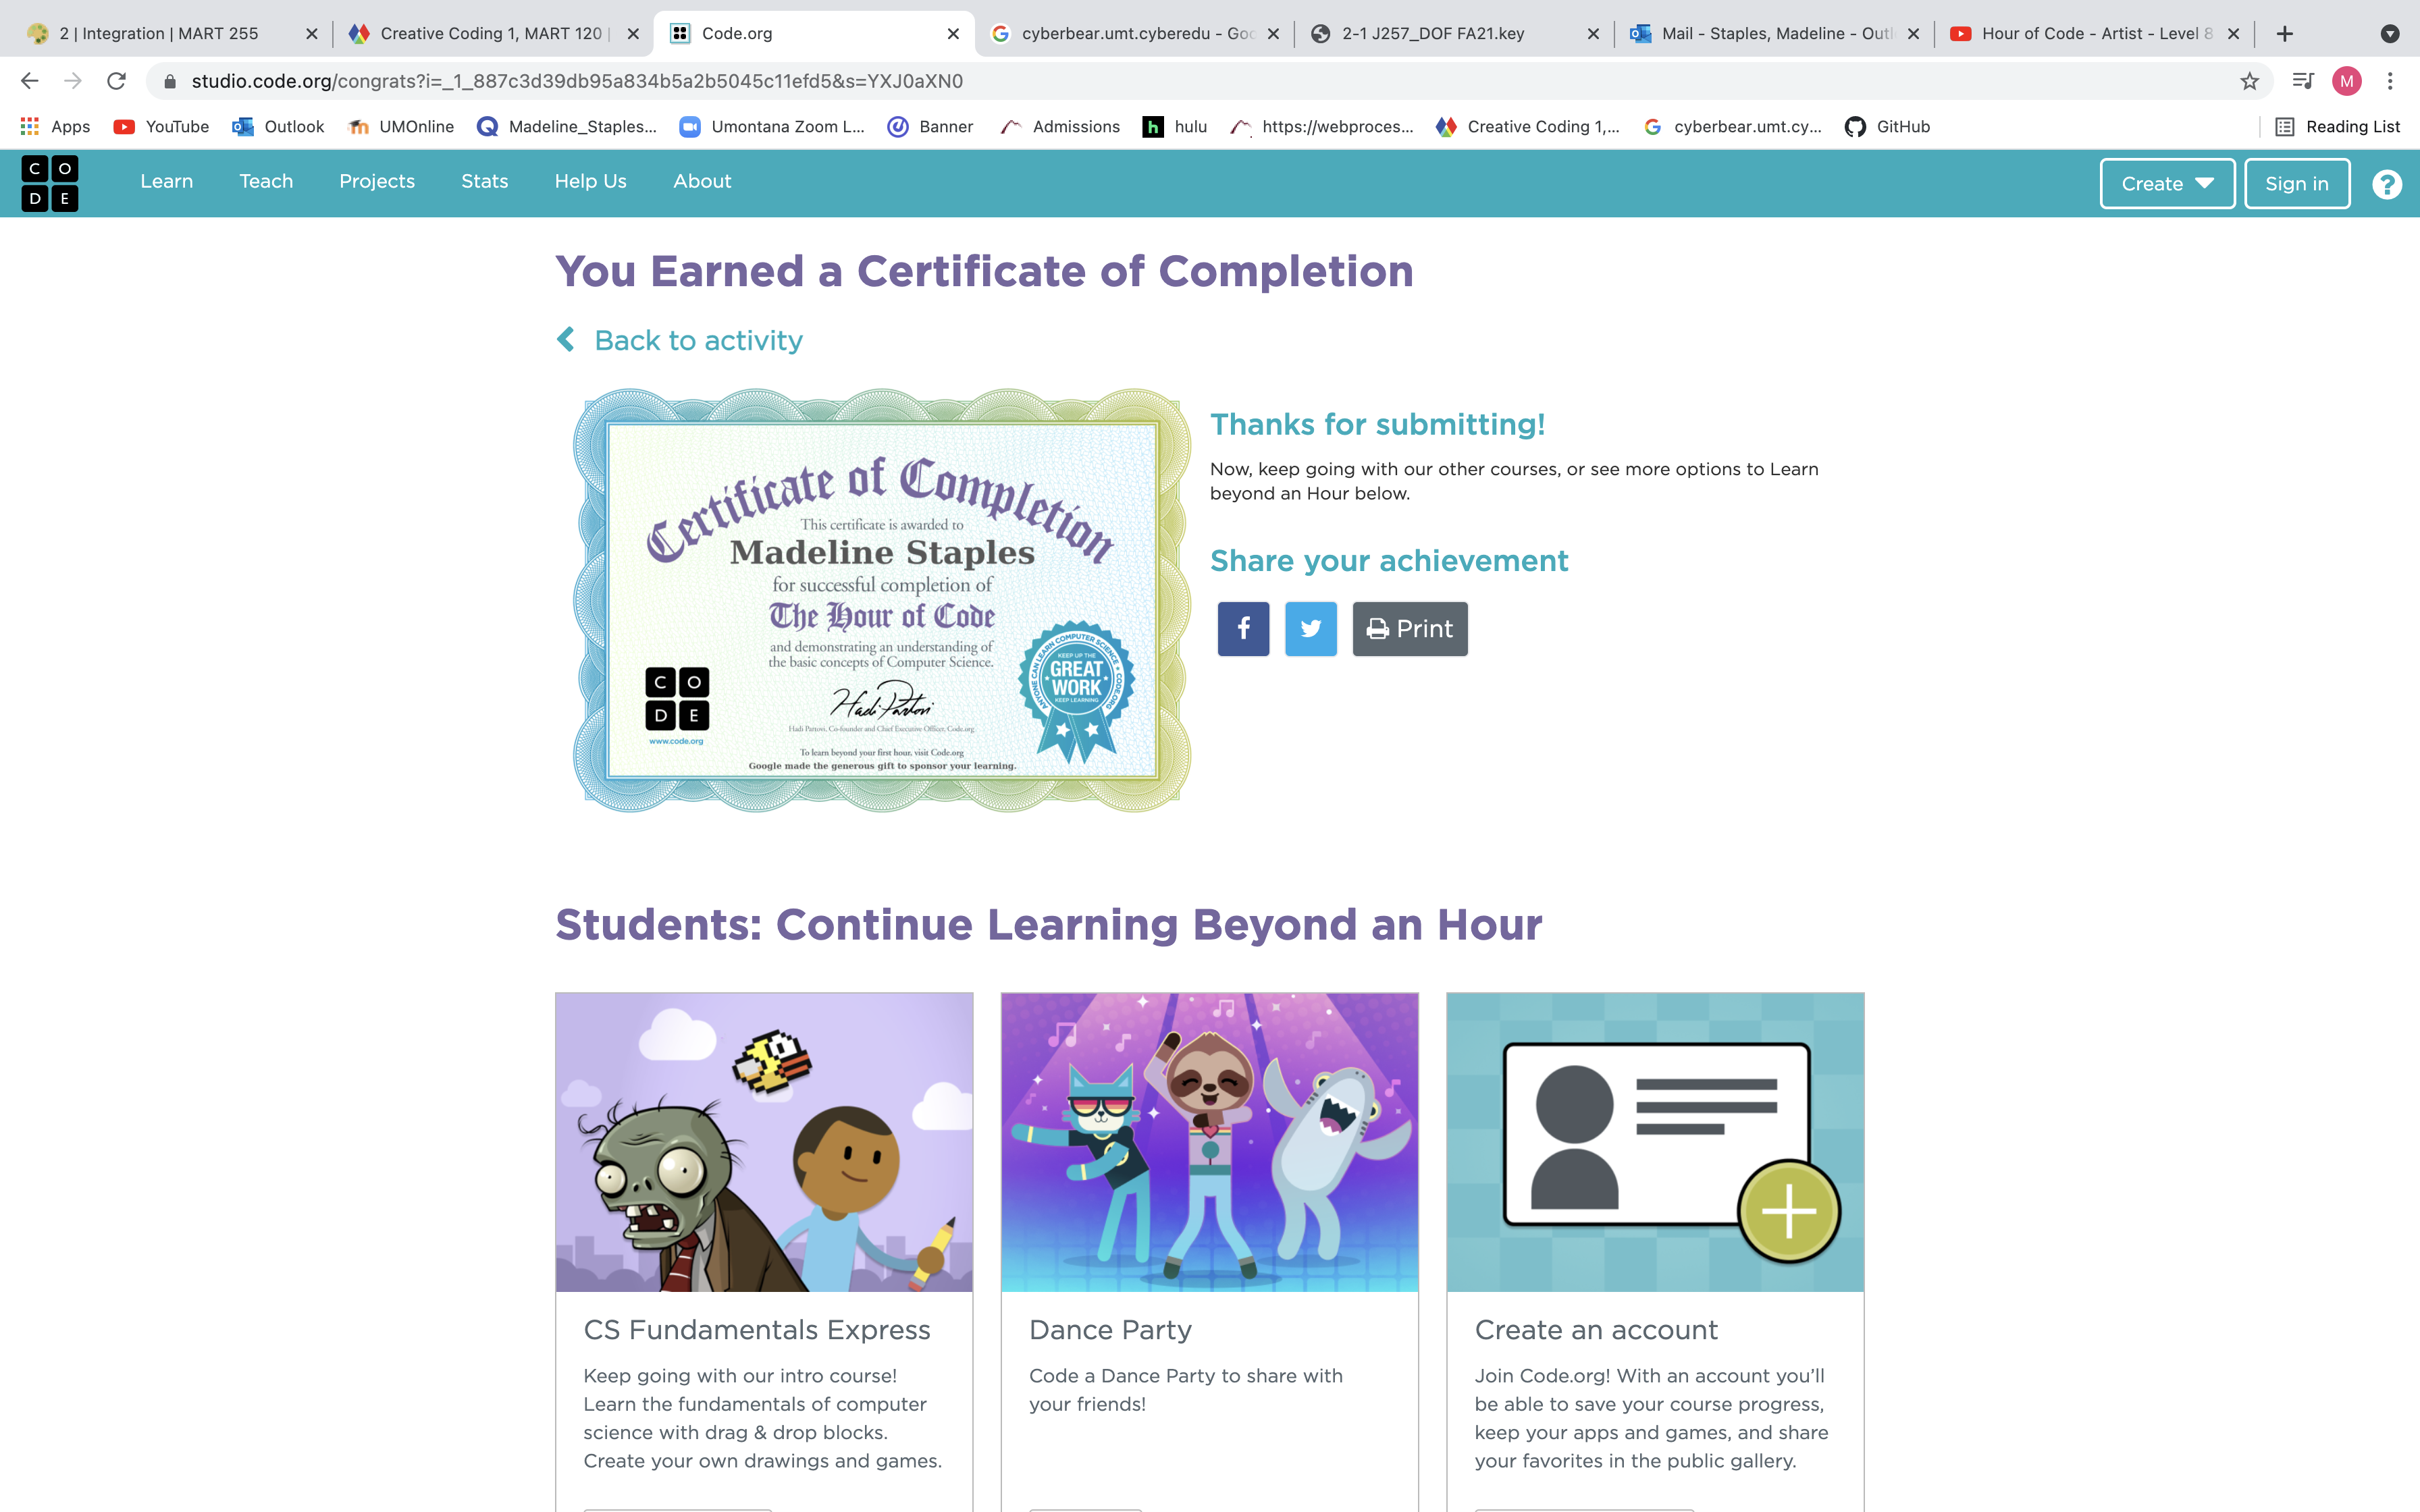 2 | Integration | MART 255
Creative Coding 1, MART 120 |
Code.org
cyberbear.umt.cyberedu - Goo
2-1 J257_DOF FA21.key
Mail - Staples, Madeline - Outl
Hour of Code - Artist - Level 8
studio.code.org/congrats?i=_1_887c3d39db95a834b5a2b5045c11efd5&s=YXJ0aXN0
M
Apps
YouTube
Outlook
UMOnline
Madeline_Staples...
Umontana Zoom L...
Banner
Admissions
h hulu
https://webproces...
Creative Coding 1,...
cyberbear.umt.cy...
GitHub
Reading List
C O
D E
Learn
Teach
Projects
Stats
Help Us
About
Create
Sign in
?
You Earned a Certificate of Completion
Back to activity
Certificate of Completion
This certificate is awarded to
Madeline Staples
for successful completion of
The Hour of Code
and demonstrating an understanding of
the basic concepts of Computer Science.
C O
D E
www.code.org
Hadi Partovi
Hadi Partovi, Co-founder and Chief Executive Officer, Code.org
To learn beyond your first hour, visit Code.org
Google made the generous gift to sponsor your learning.
ANYONE CAN LEARN COMPUTER SCIENCE • CODE.ORG
KEEP UP THE
GREAT
WORK
KEEP LEARNING
Thanks for submitting!
Now, keep going with our other courses, or see more options to Learn
beyond an Hour below.
Share your achievement
f
Print
Students: Continue Learning Beyond an Hour
CS Fundamentals Express
Keep going with our intro course!
Learn the fundamentals of computer
science with drag & drop blocks.
Create your own drawings and games.
Dance Party
Code a Dance Party to share with
your friends!
Create an account
Join Code.org! With an account you'll
be able to save your course progress,
keep your apps and games, and share
your favorites in the public gallery.